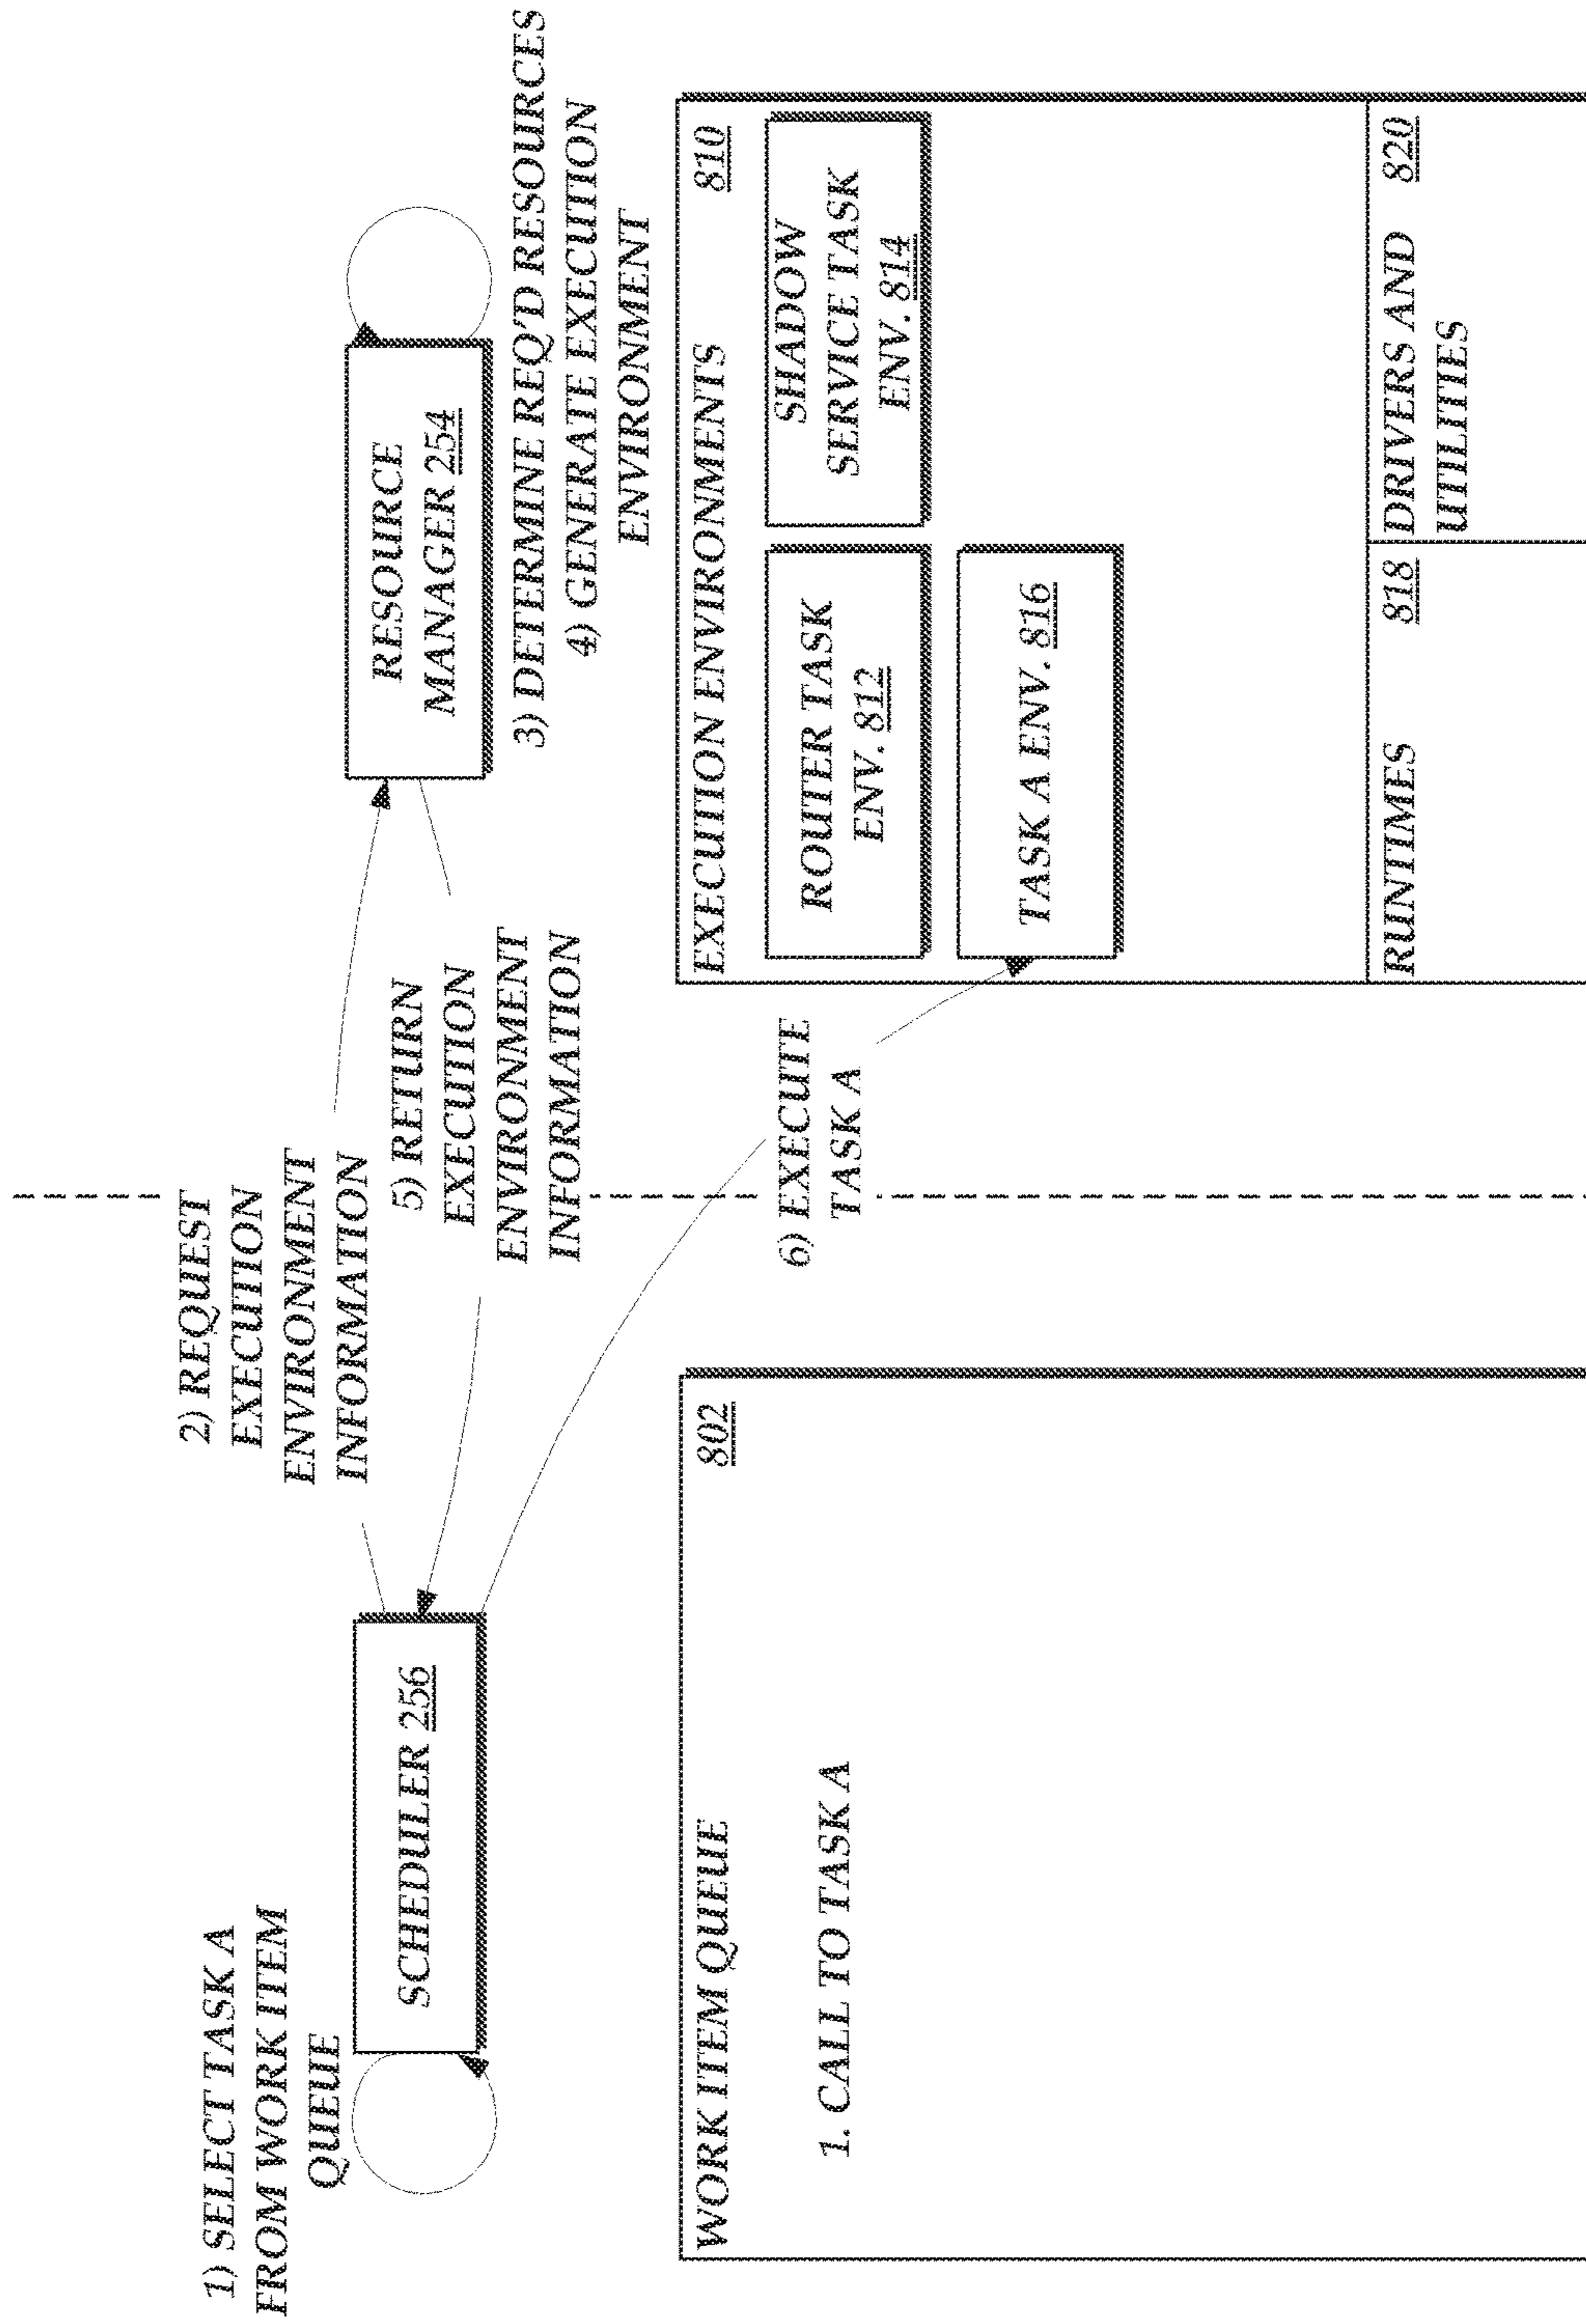 1) SELECT TASK A
FROM WORK ITEM
QUEUE
SCHEDULER 256
2) REQUEST
EXECUTION
ENVIRONMENT
INFORMATION
5) RETURN
EXECUTION
ENVIRONMENT
INFORMATION
RESOURCE
MANAGER 254
3) DETERMINE REQ'D RESOURCES
4) GENERATE EXECUTION
ENVIRONMENT
6) EXECUTE
TASK A
WORK ITEM QUEUE 802
1. CALL TO TASK A
EXECUTION ENVIRONMENTS 810
ROUTER TASK
ENV. 812
SHADOW
SERVICE TASK
ENV. 814
TASK A ENV. 816
RUNTIMES 818
DRIVERS AND 820
UTILITIES